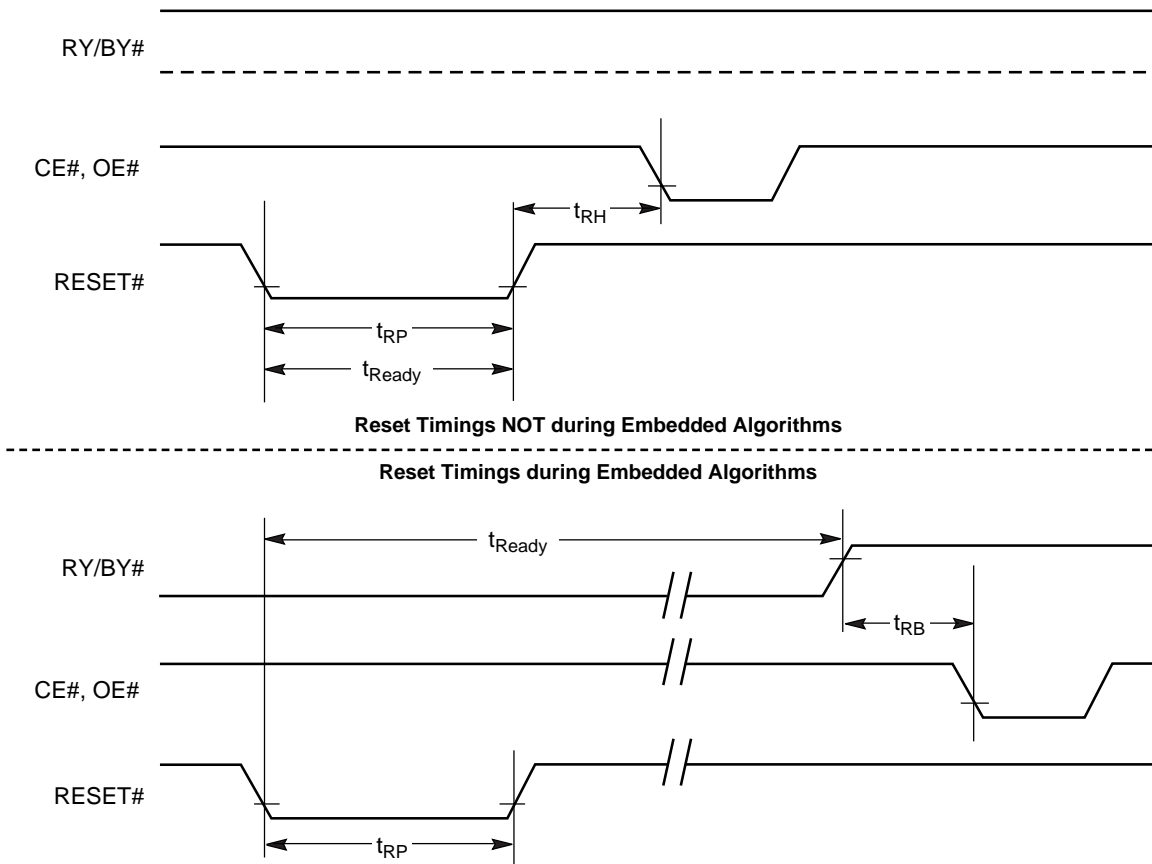 RY/BY#
CE#, OE#
tRH
RESET#
tRP
tReady
Reset Timings NOT during Embedded Algorithms
Reset Timings during Embedded Algorithms
tReady
RY/BY#
tRB
CE#, OE#
RESET#
tRP